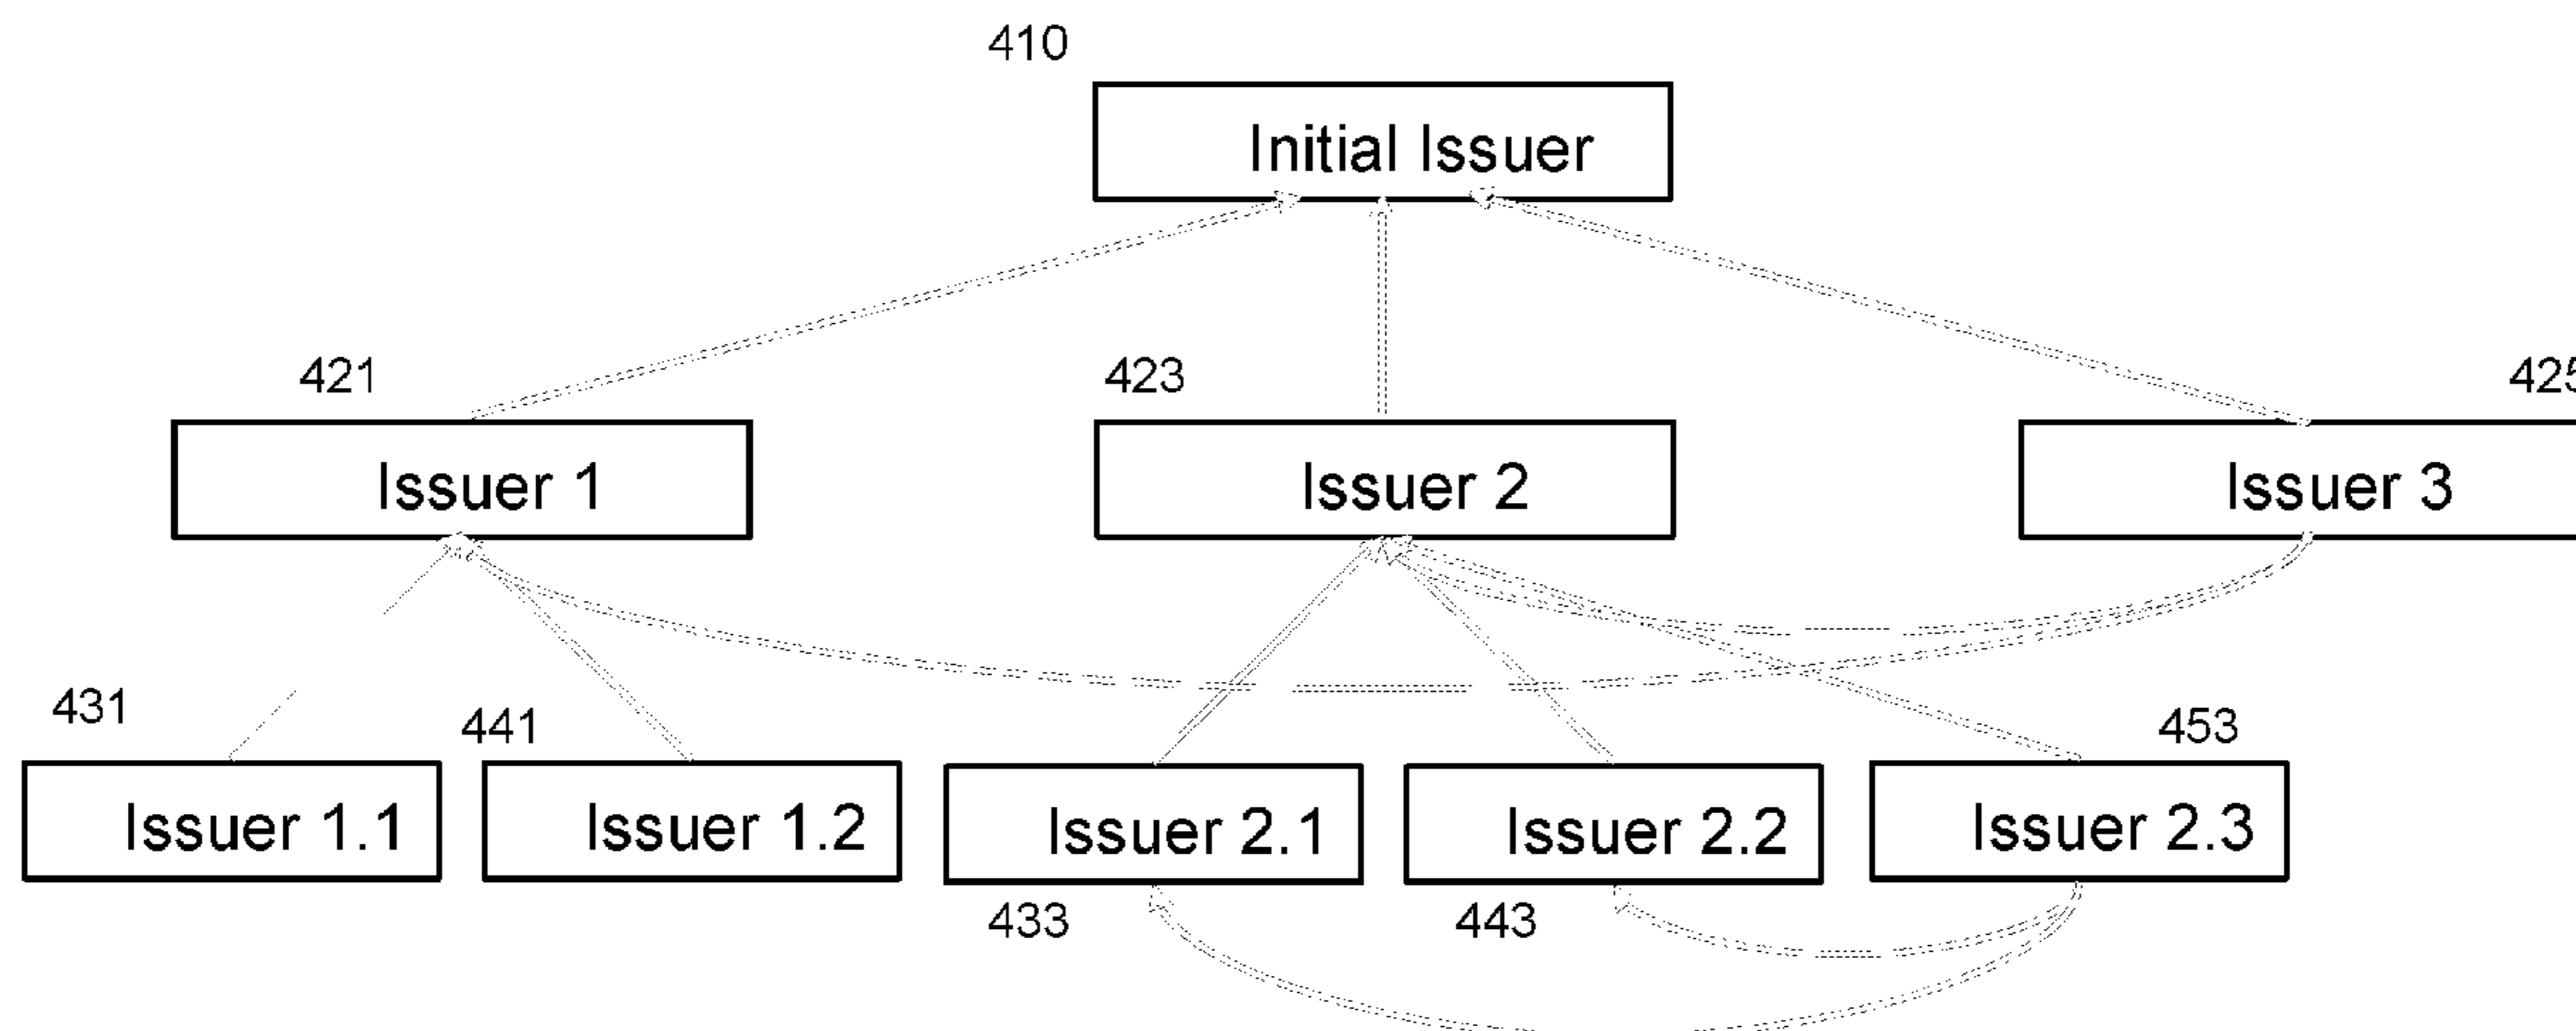 410
Initial Issuer
421
423
425
Issuer 1
Issuer 2
Issuer 3
431
441
453
Issuer 1.1
Issuer 1.2
Issuer 2.1
Issuer 2.2
Issuer 2.3
433
443